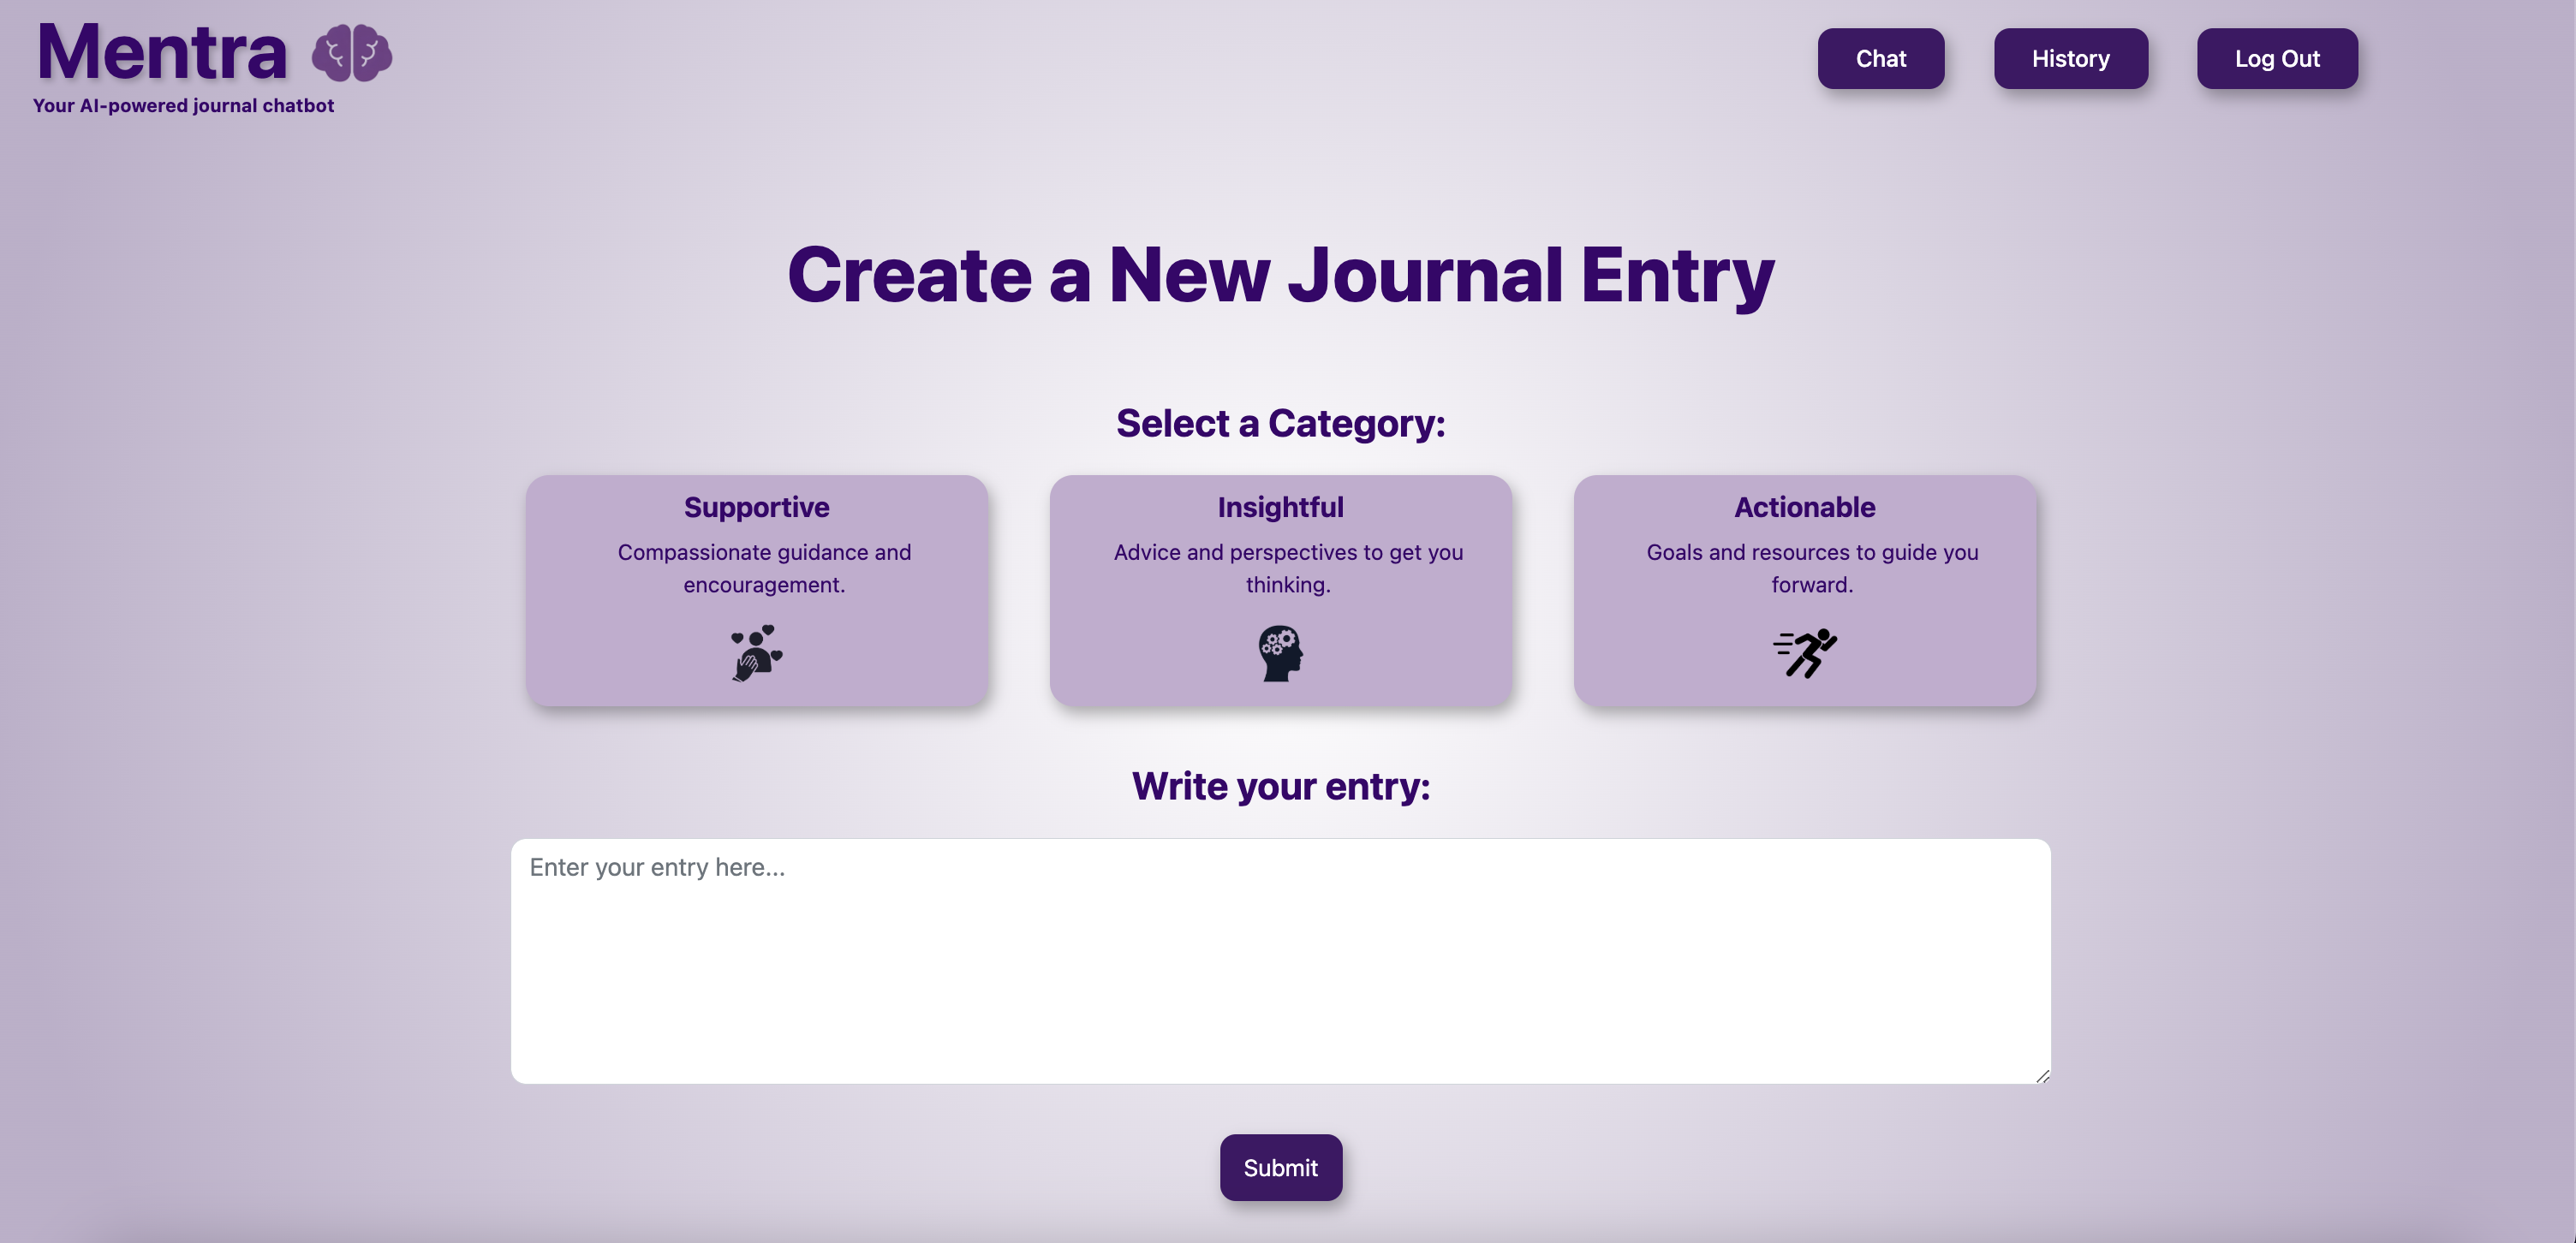 Mentra
Your AI-powered journal chatbot
Chat
History
Log Out
Create a New Journal Entry
Select a Category:
Supportive
Compassionate guidance and
encouragement.
Insightful
Advice and perspectives to get you
thinking.
Actionable
Goals and resources to guide you
forward.
Write your entry:
Enter your entry here...
Submit